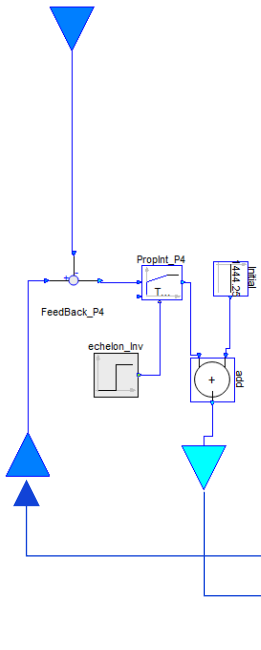 PropInt_P4
T...
1444.25
Initial
FeedBack_P4
echelon_Inv
+
add